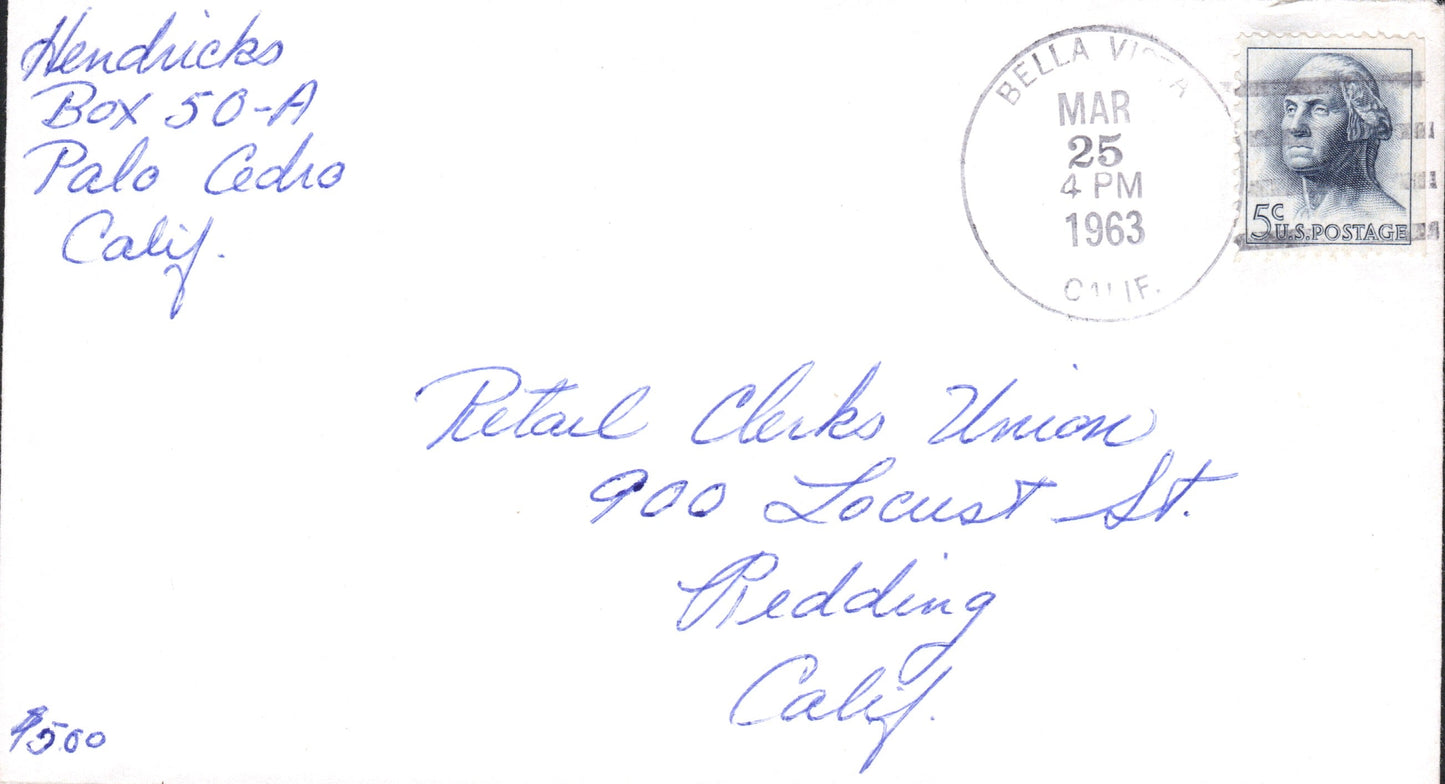 Hendricks
Box 50-A
Palo Cedro
Calif.
BELLA VISTA
MAR
25
4 PM
1963
CALIF.
5c
U.S.POSTAGE
Retail Clerks Union
900 Locust St.
Redding
Calif.
$5.00